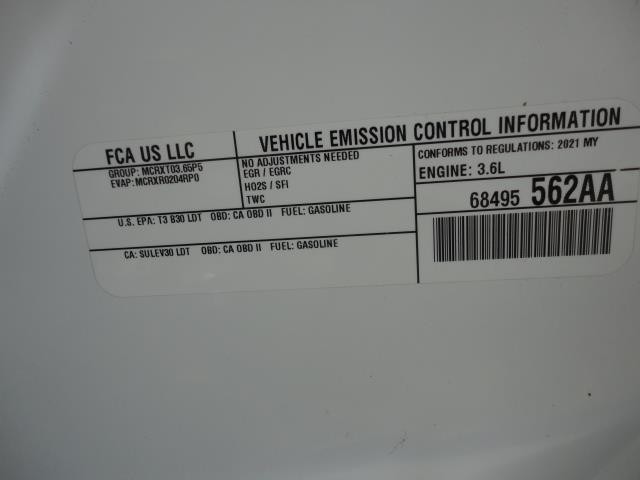 FCA US LLC
GROUP: MCRXT03.65P5
EVAP: MCRXR0204RP0
VEHICLE EMISSION CONTROL INFORMATION
NO ADJUSTMENTS NEEDED
EGR / EGRC
HO2S / SFI
TWC
CONFORMS TO REGULATIONS: 2021 MY
ENGINE: 3.6L
68495 562AA
U.S. EPA: T3 B30 LDT OBD: CA OBD II FUEL: GASOLINE
CA: SULEV30 LDT OBD: CA OBD II FUEL: GASOLINE